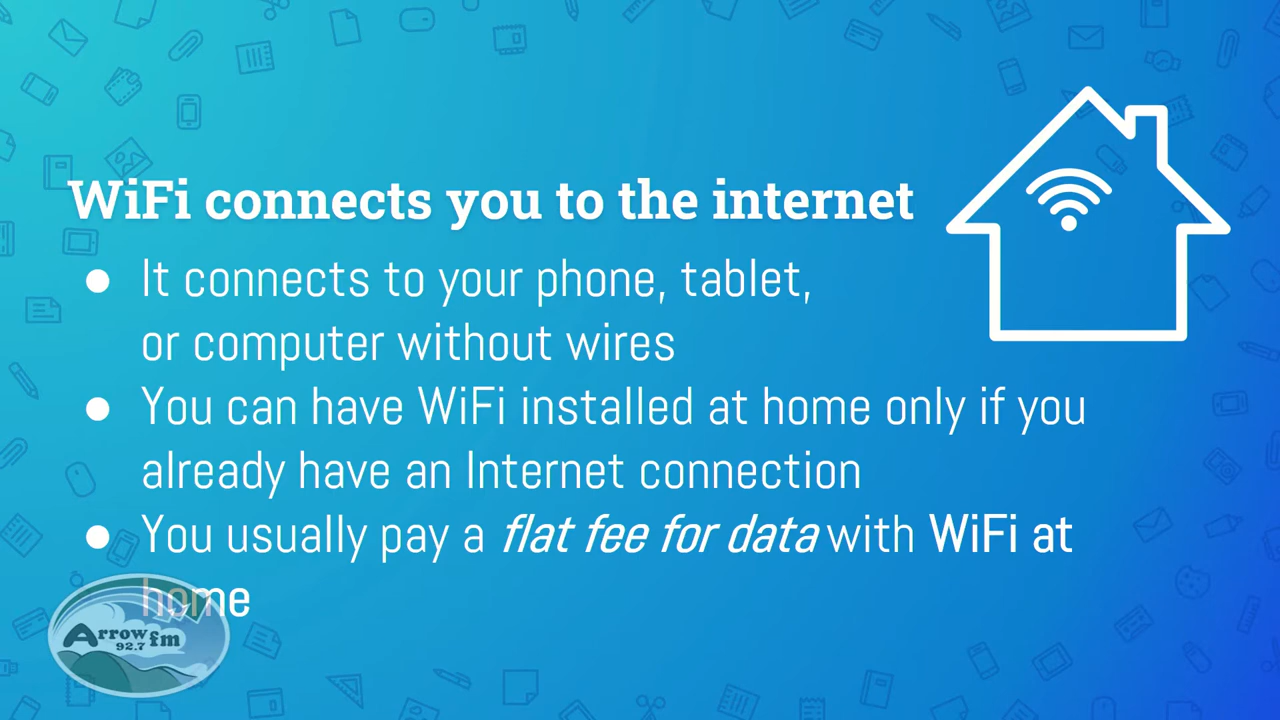 WiFi connects you to the internet
● It connects to your phone, tablet,
or computer without wires
● You can have WiFi installed at home only if you
already have an Internet connection
● You usually pay a flat fee for data with WiFi at
home
Arrow fm
92.7